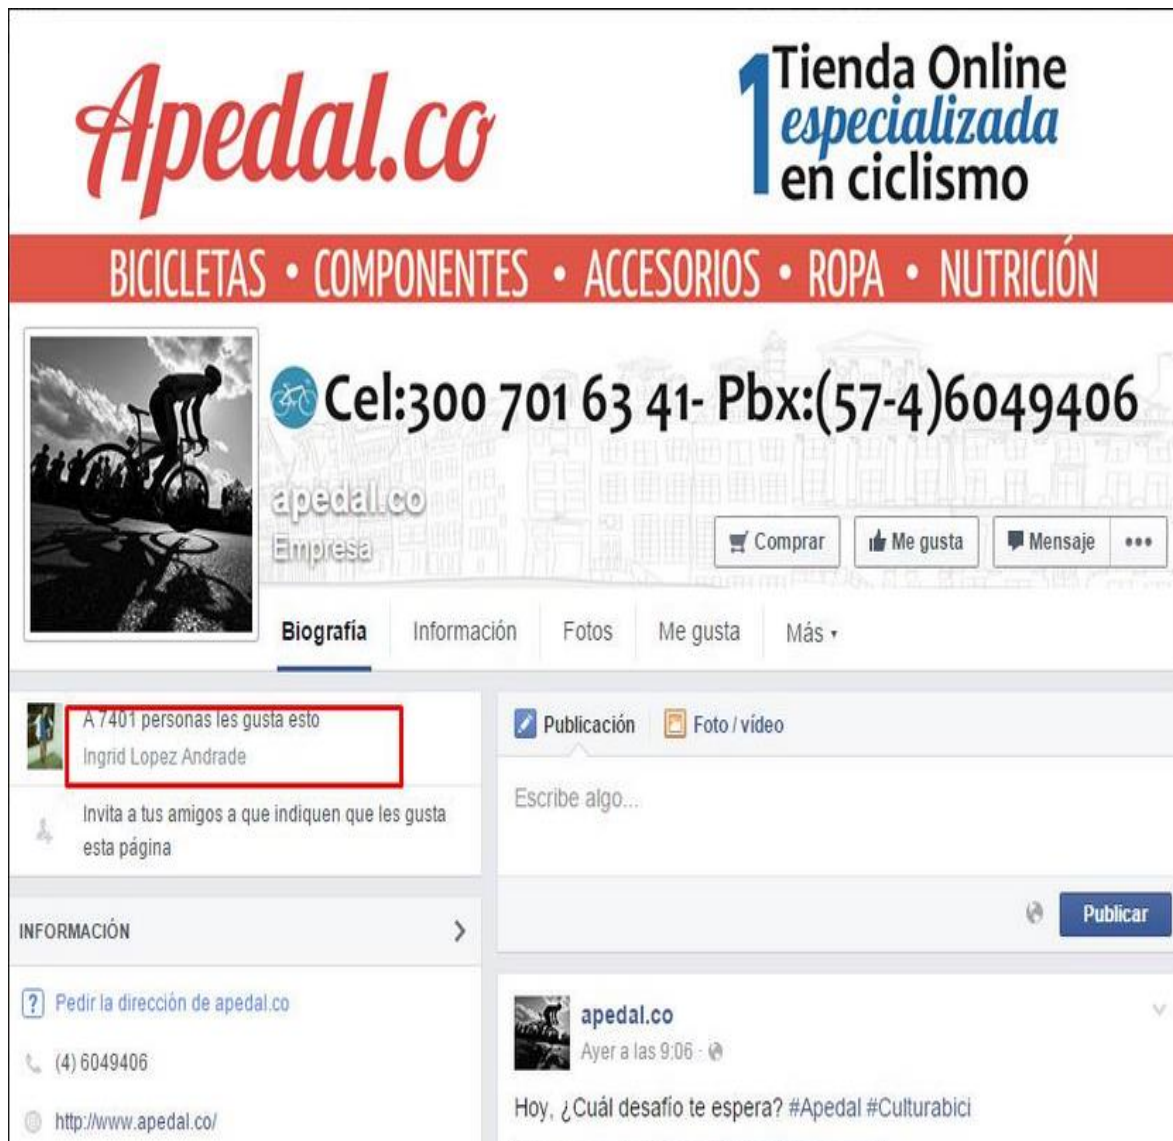 Apedal.co
1 Tienda Online
especializada
en ciclismo
BICICLETAS • COMPONENTES • ACCESORIOS • ROPA • NUTRICIÓN
Cel:300 701 63 41- Pbx:(57-4)6049406
apedal.co
Empresa
Comprar
Me gusta
Mensaje
•••
Biografía
Información
Fotos
Me gusta
Más
A 7401 personas les gusta esto
Ingrid Lopez Andrade
Invita a tus amigos a que indiquen que les gusta
esta página
INFORMACIÓN
? Pedir la dirección de apedal.co
(4) 6049406
http://www.apedal.co/
Publicación
Foto / vídeo
Escribe algo...
Publicar
apedal.co
Ayer a las 9:06 ·
Hoy, ¿Cuál desafío te espera? #Apedal #Culturabici